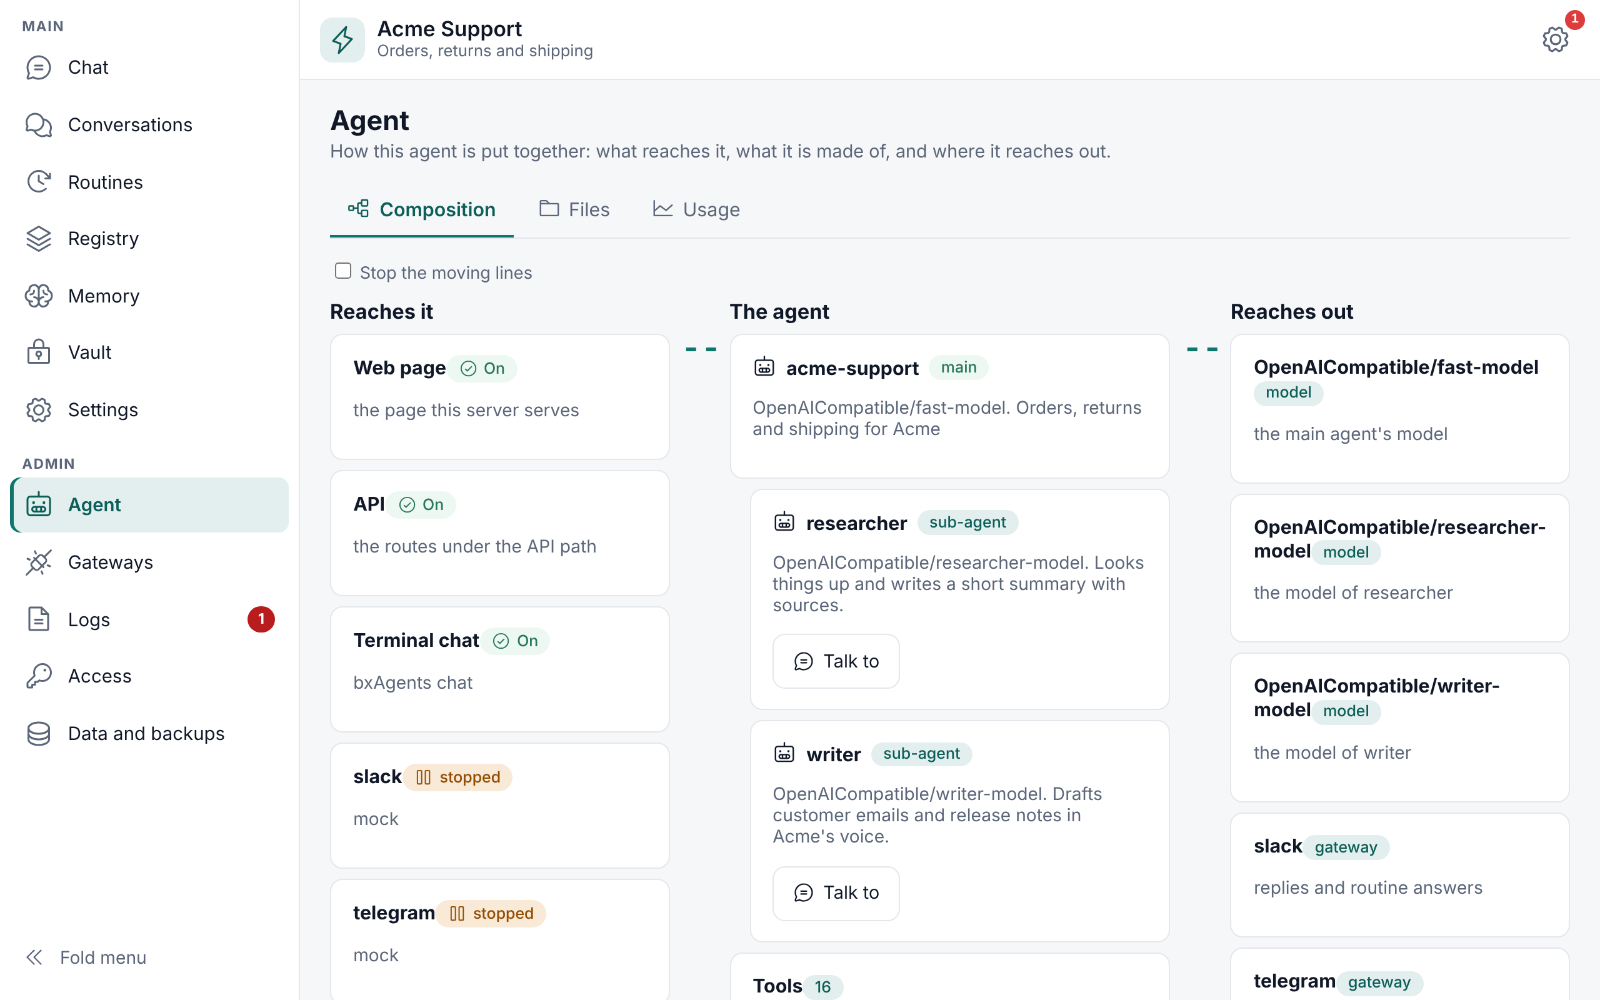 MAIN
Chat
Conversations
Routines
Registry
Memory
Vault
Settings
ADMIN
Agent
Gateways
Logs
1
Access
Data and backups
Fold menu
Acme Support
Orders, returns and shipping
1
Agent
How this agent is put together: what reaches it, what it is made of, and where it reaches out.
Composition
Files
Usage
Stop the moving lines
Reaches it
Web page On
the page this server serves
API On
the routes under the API path
Terminal chat On
bxAgents chat
slack stopped
mock
telegram stopped
mock
The agent
acme-support main
OpenAICompatible/fast-model. Orders, returns
and shipping for Acme
researcher sub-agent
OpenAICompatible/researcher-model. Looks
things up and writes a short summary with
sources.
Talk to
writer sub-agent
OpenAICompatible/writer-model. Drafts
customer emails and release notes in
Acme's voice.
Talk to
Tools 16
Reaches out
OpenAICompatible/fast-model
model
the main agent's model
OpenAICompatible/researcher-
model model
the model of researcher
OpenAICompatible/writer-
model model
the model of writer
slack gateway
replies and routine answers
telegram gateway